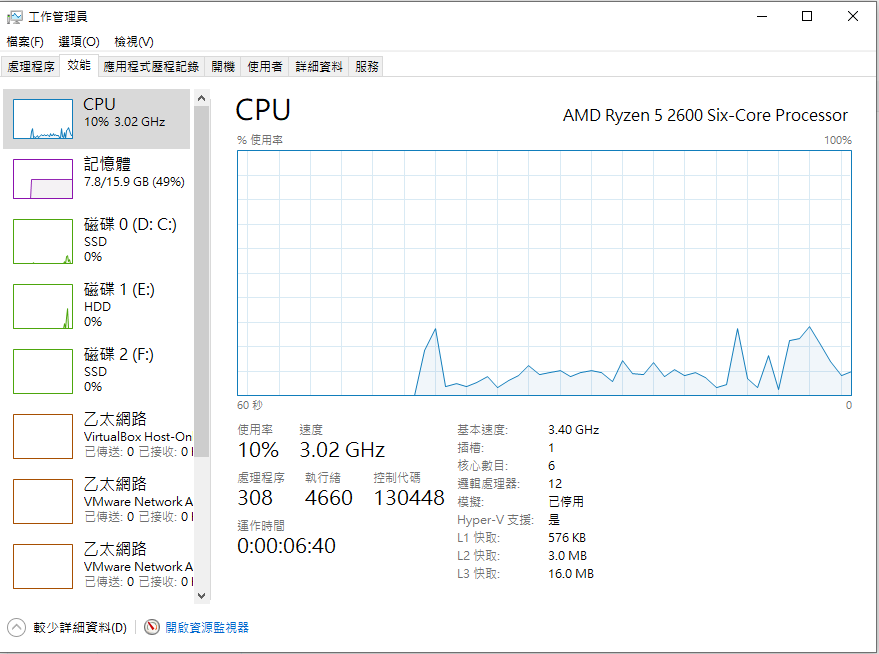 工作管理員
檔案(F) 選項(O) 檢視(V)
處理程序 效能 應用程式歷程記錄 開機 使用者 詳細資料 服務
CPU
10% 3.02 GHz
記憶體
7.8/15.9 GB (49%)
磁碟 0 (D: C:)
SSD
0%
磁碟 1 (E:)
HDD
0%
磁碟 2 (F:)
SSD
0%
乙太網路
VirtualBox Host-On
已傳送: 0 已接收: 0
乙太網路
VMware Network A
已傳送: 0 已接收: 0
乙太網路
VMware Network A
已傳送: 0 已接收: 0
CPU
AMD Ryzen 5 2600 Six-Core Processor
% 使用率 100%
60 秒 0
使用率 速度
10% 3.02 GHz
處理程序 執行緒 控制代碼
308 4660 130448
運作時間
0:00:06:40
基本速度: 3.40 GHz
插槽: 1
核心數目: 6
邏輯處理器: 12
模擬: 已停用
Hyper-V 支援: 是
L1 快取: 576 KB
L2 快取: 3.0 MB
L3 快取: 16.0 MB
較少詳細資料(D) 開啟資源監視器